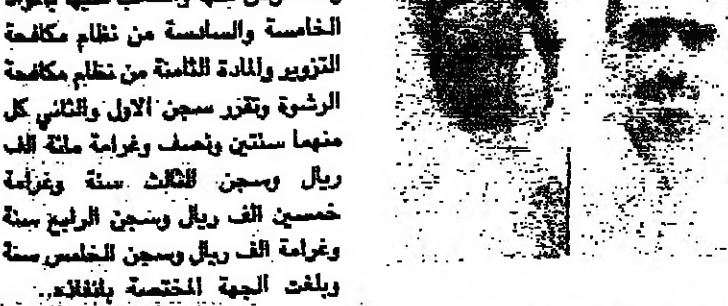 الخامسة والسادسة من نظام مكافحة
التزوير والمادة الثامنة من نظام مكافحة
الرشوة وتقرر سجن الاول والثاني كل
منهما سنتين ونصف وغرامة مائة الف
ريال وسجن الثالث سنة وغرامة
خمسين الف ريال وسجن الرابع سنة
وغرامة الف ريال وسجن الخامس سنة
وبلغت الجهة المختصة بانفاذه..